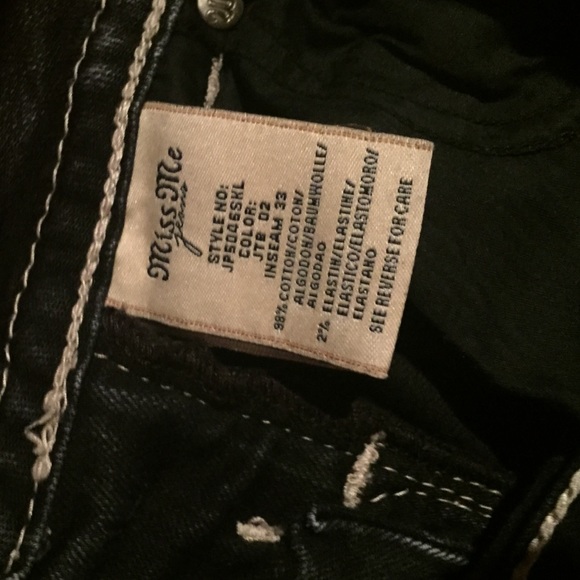 Miss Me
jeans
STYLE NO:
JP5046SKL
COLOR:
JTB 02
INSEAM 33
98% COTTON/COTON/
ALGODON/BAUMWOLLE/
ALGODAO
2% ELASTIN/ELASTINE/
ELASTICO/ELASTOMORO/
ELASTANO
SEE REVERSE FOR CARE